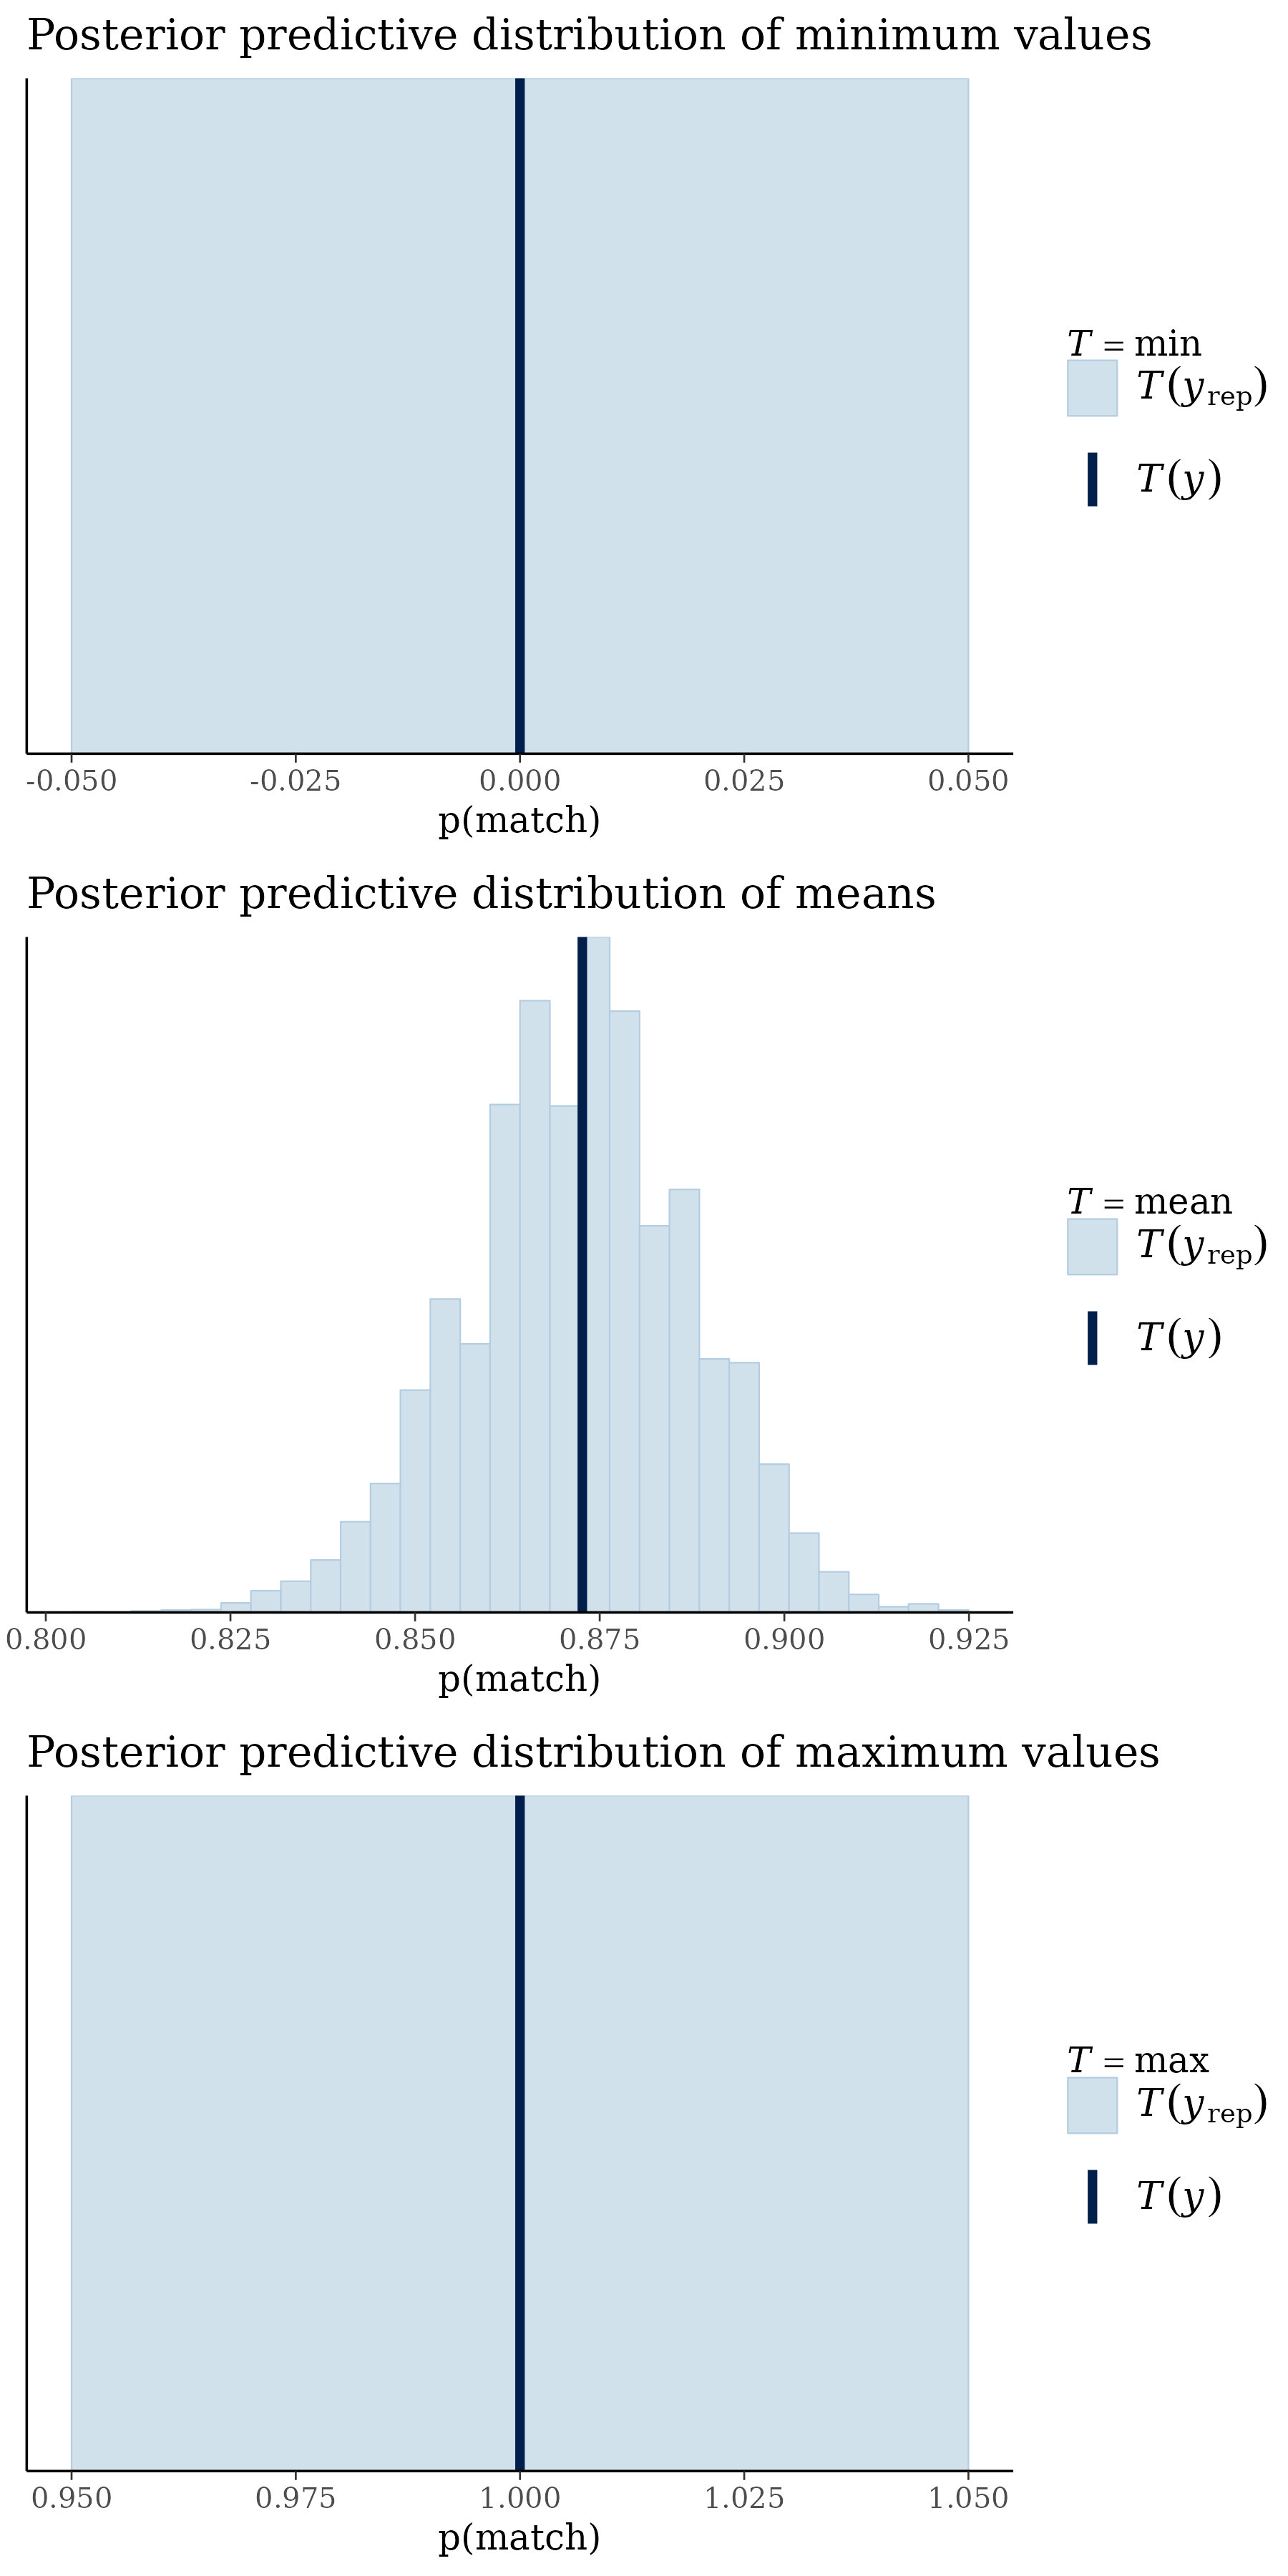 Posterior predictive distribution of minimum values
T = min
T(yrep)
T(y)
-0.050 -0.025 0.000 0.025 0.050
p(match)
Posterior predictive distribution of means
T = mean
T(yrep)
T(y)
0.800 0.825 0.850 0.875 0.900 0.925
p(match)
Posterior predictive distribution of maximum values
T = max
T(yrep)
T(y)
0.950 0.975 1.000 1.025 1.050
p(match)